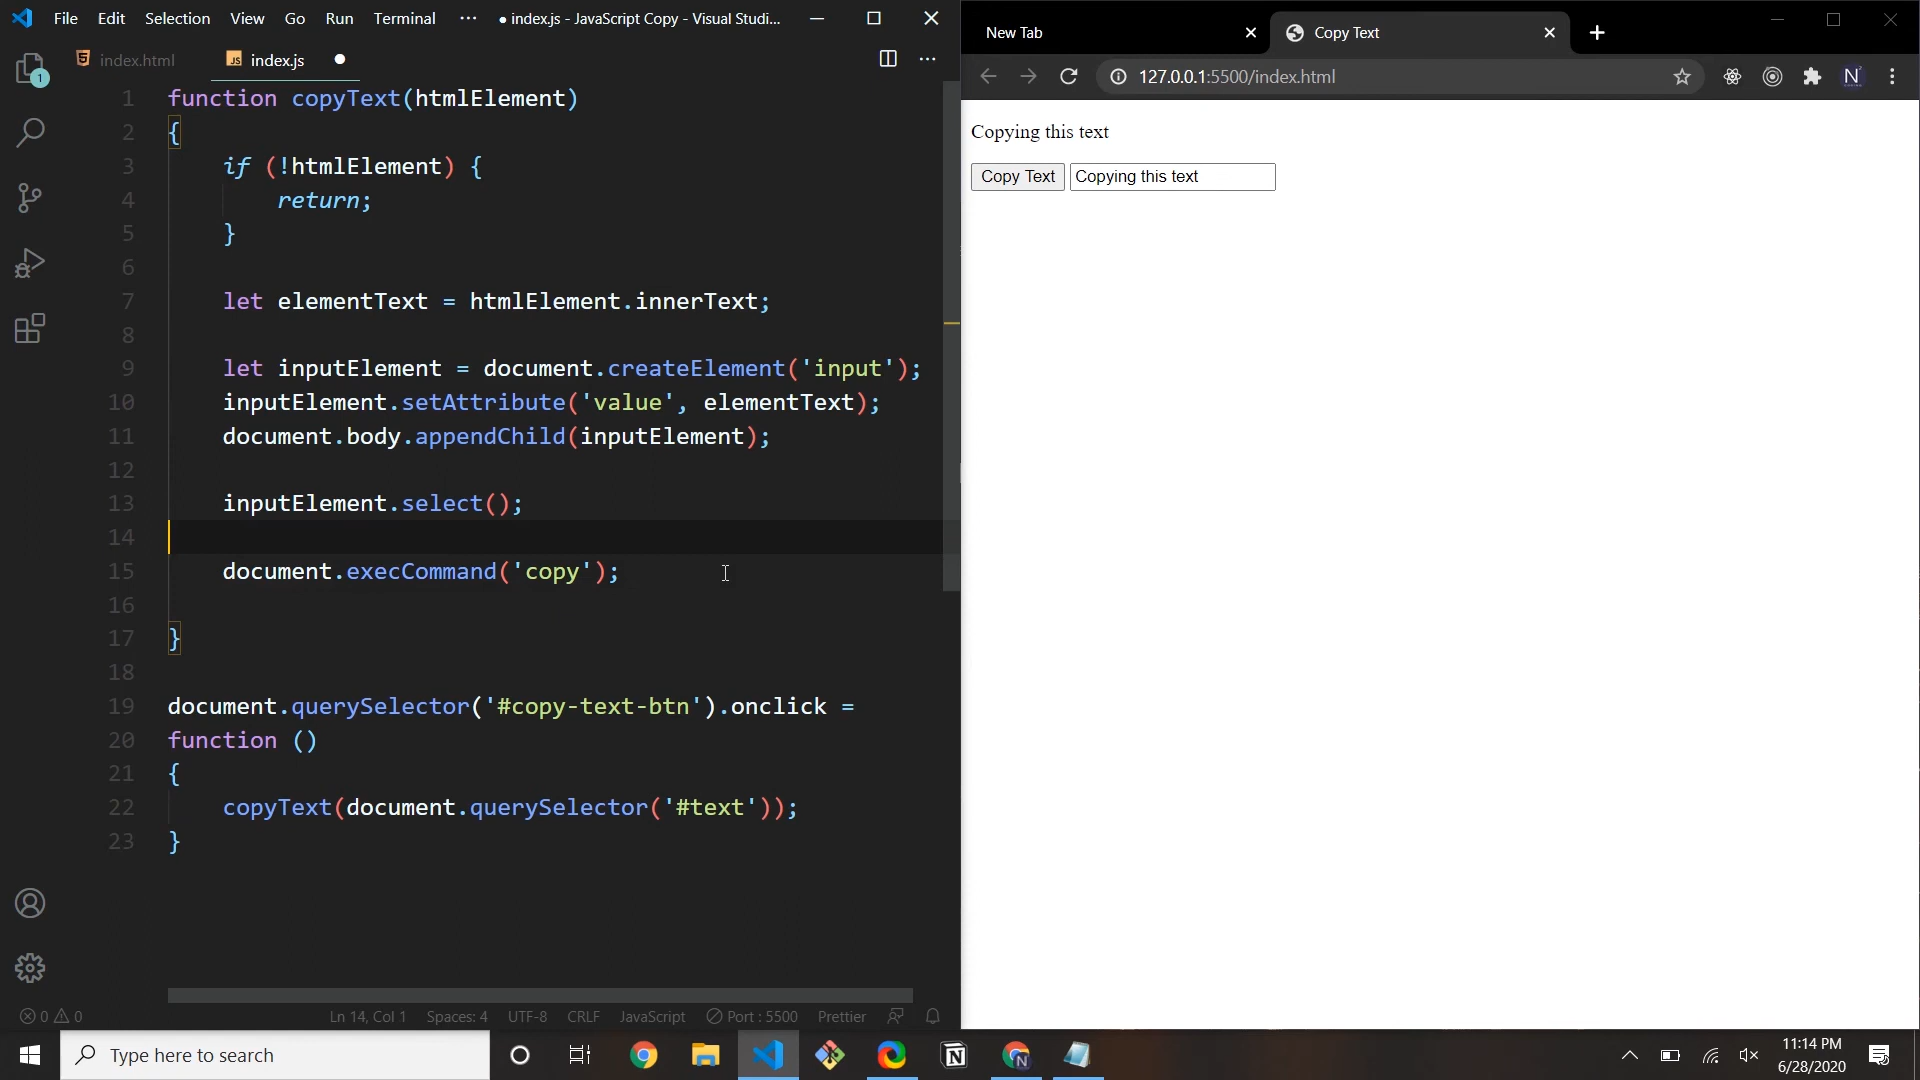 File Edit Selection View Go Run Terminal ··· ● index.js - JavaScript Copy - Visual Studi...
index.html
JS index.js
1
1 function copyText(htmlElement)
2 {
3 if (!htmlElement) {
4 return;
5 }
6
7 let elementText = htmlElement.innerText;
8
9 let inputElement = document.createElement('input');
10 inputElement.setAttribute('value', elementText);
11 document.body.appendChild(inputElement);
12
13 inputElement.select();
14
15 document.execCommand('copy');
16
17 }
18
19 document.querySelector('#copy-text-btn').onclick =
20 function ()
21 {
22 copyText(document.querySelector('#text'));
23 }
0 0 Ln 14, Col 1 Spaces: 4 UTF-8 CRLF JavaScript Port : 5500 Prettier
New Tab
Copy Text
127.0.0.1:5500/index.html
N
Copying this text
Copy Text
Copying this text
Type here to search
N
N
11:14 PM
6/28/2020